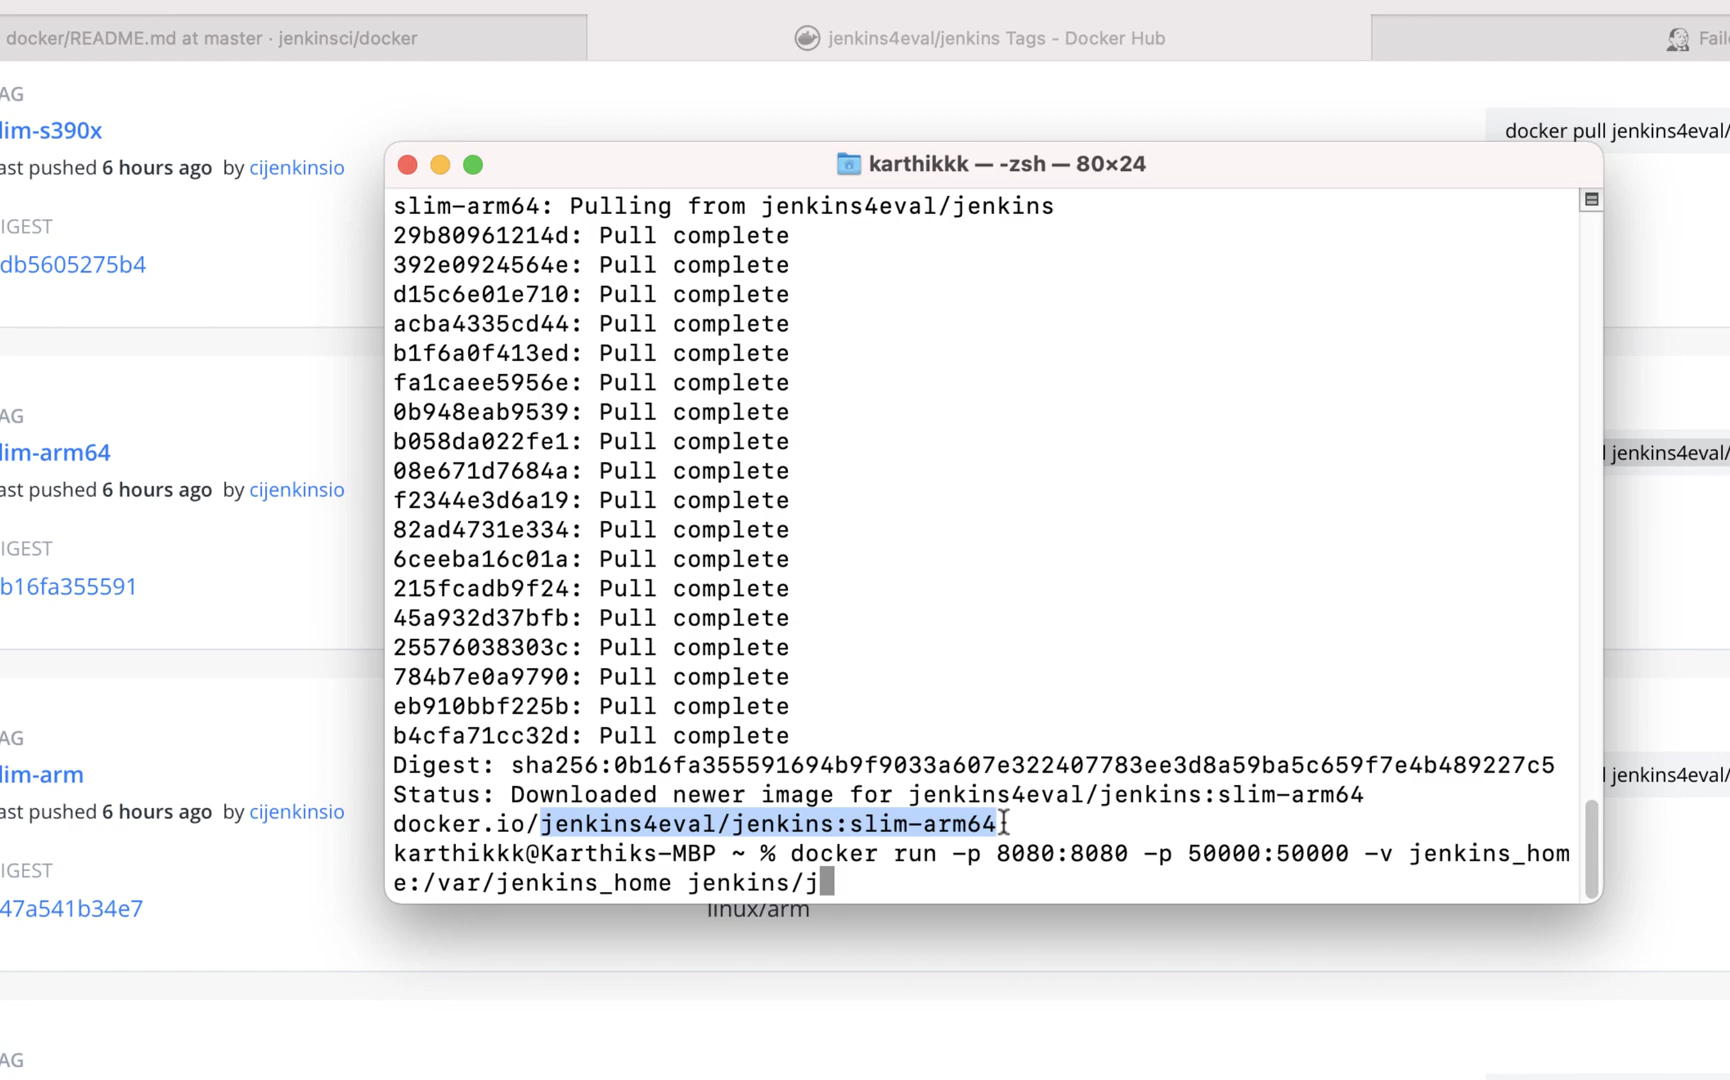 docker/README.md at master · jenkinsci/docker
jenkins4eval/jenkins Tags - Docker Hub
Faile
AG
lim-s390x
docker pull jenkins4eval/
ast pushed 6 hours ago by cijenkinsio
IGEST
db5605275b4
AG
lim-arm64
l jenkins4eval/
ast pushed 6 hours ago by cijenkinsio
IGEST
b16fa355591
AG
lim-arm
l jenkins4eval/
ast pushed 6 hours ago by cijenkinsio
IGEST
47a541b34e7
linux/arm
AG
karthikkk — -zsh — 80×24
slim-arm64: Pulling from jenkins4eval/jenkins
29b80961214d: Pull complete
392e0924564e: Pull complete
d15c6e01e710: Pull complete
acba4335cd44: Pull complete
b1f6a0f413ed: Pull complete
fa1caee5956e: Pull complete
0b948eab9539: Pull complete
b058da022fe1: Pull complete
08e671d7684a: Pull complete
f2344e3d6a19: Pull complete
82ad4731e334: Pull complete
6ceeba16c01a: Pull complete
215fcadb9f24: Pull complete
45a932d37bfb: Pull complete
25576038303c: Pull complete
784b7e0a9790: Pull complete
eb910bbf225b: Pull complete
b4cfa71cc32d: Pull complete
Digest: sha256:0b16fa355591694b9f9033a607e322407783ee3d8a59ba5c659f7e4b489227c5
Status: Downloaded newer image for jenkins4eval/jenkins:slim-arm64
docker.io/jenkins4eval/jenkins:slim-arm64
karthikkk@Karthiks-MBP ~ % docker run -p 8080:8080 -p 50000:50000 -v jenkins_hom
e:/var/jenkins_home jenkins/j